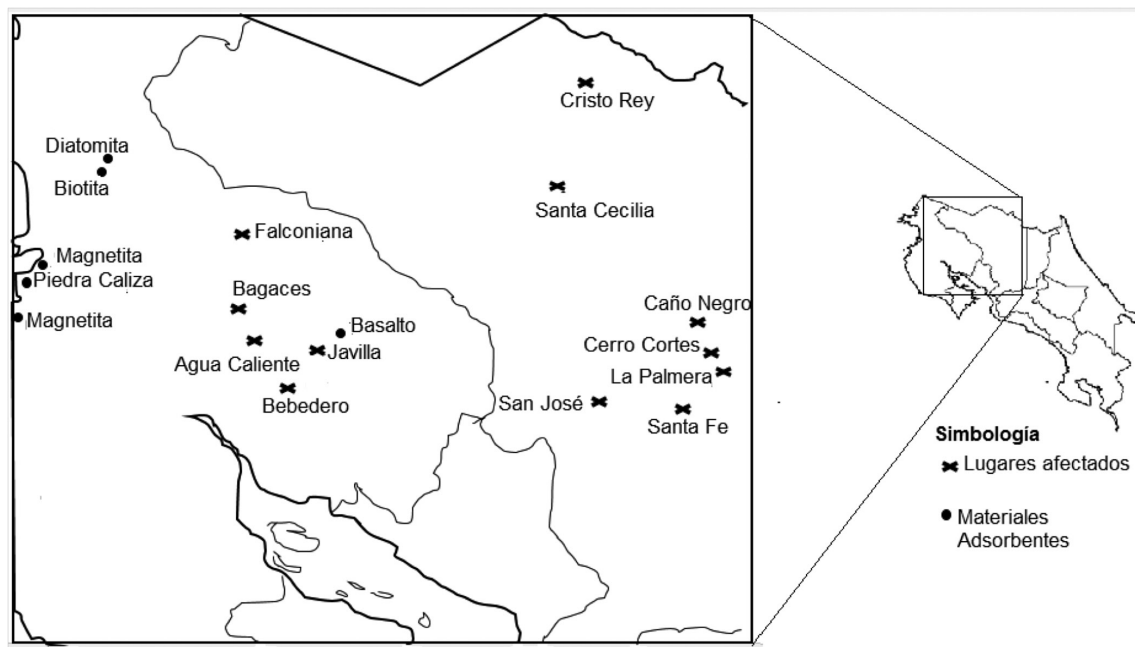 Cristo Rey
Diatomita
Biotita
Santa Cecilia
Falconiana
Magnetita
Piedra Caliza
Bagaces
Caño Negro
Magnetita
Basalto
Cerro Cortes
Javilla
Agua Caliente
La Palmera
Bebedero
San José
Santa Fe
Simbología
Lugares afectados
Materiales
Adsorbentes